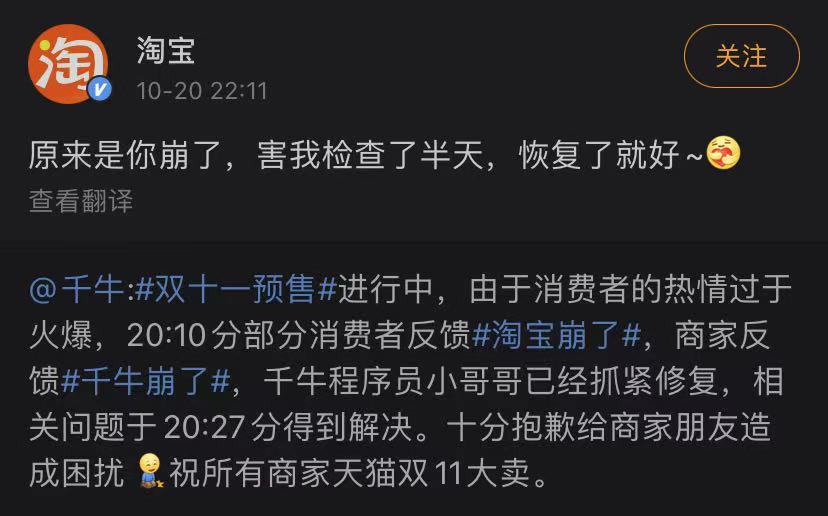 淘
淘宝
10-20 22:11
关注
原来是你崩了，害我检查了半天，恢复了就好~
查看翻译
@千牛:#双十一预售#进行中，由于消费者的热情过于
火爆，20:10分部分消费者反馈#淘宝崩了#，商家反
馈#千牛崩了#，千牛程序员小哥哥已经抓紧修复，相
关问题于20:27分得到解决。十分抱歉给商家朋友造
成困扰 祝所有商家天猫双11大卖。